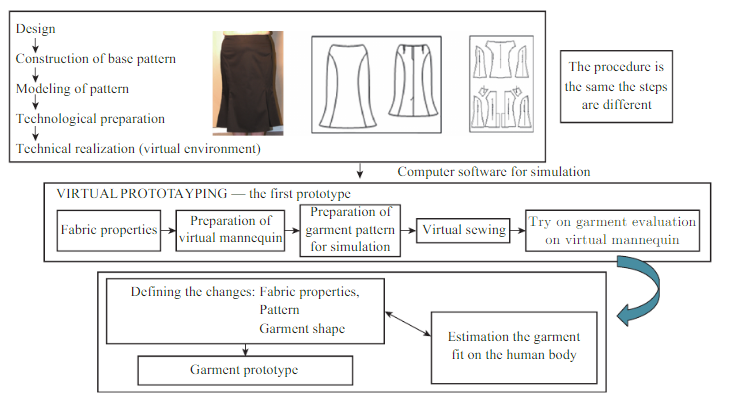 Design
Construction of base pattern
Modeling of pattern
Technological preparation
Technical realization (virtual environment)
The procedure is
the same the steps
are different
Computer software for simulation
VIRTUAL PROTOTAYPING — the first prototype
Fabric properties
Preparation of
virtual mannequin
Preparation of
garment pattern
for simulation
Virtual sewing
Try on garment evaluation
on virtual mannequin
Defining the changes: Fabric properties,
Pattern
Garment shape
Estimation the garment
fit on the human body
Garment prototype